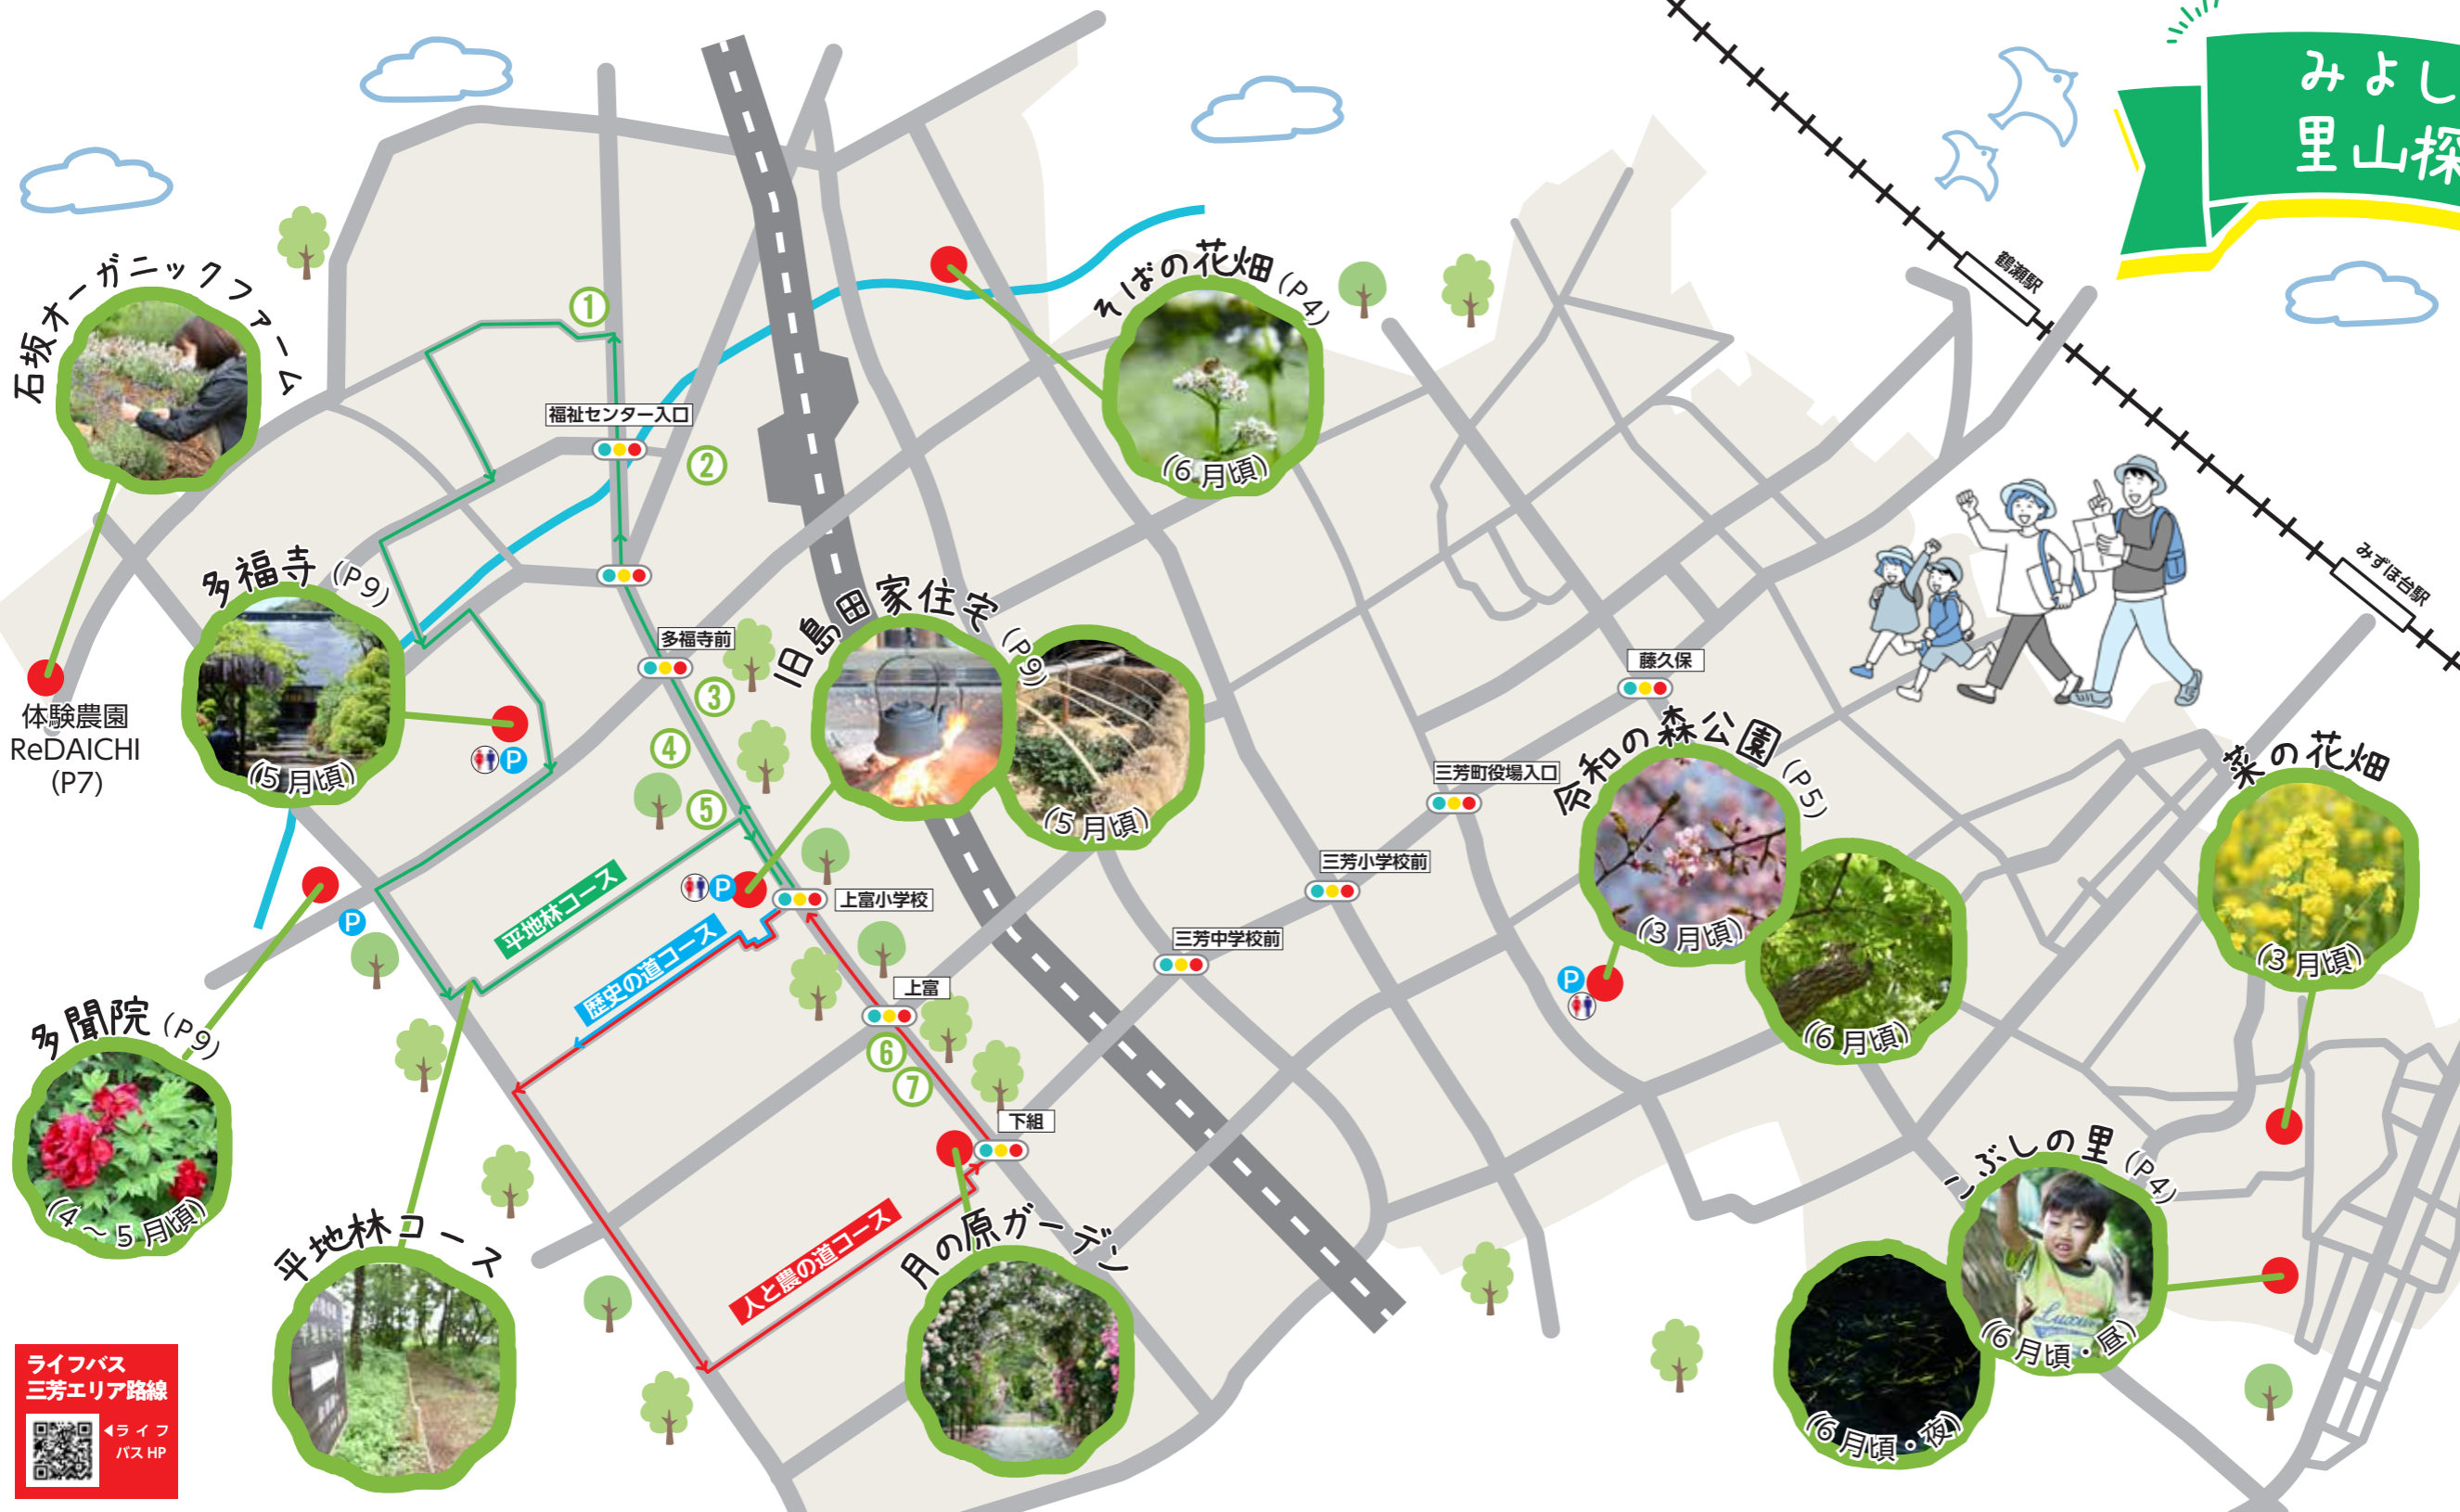 みよし
里山探
鶴瀬駅
みずほ台駅
石坂オーガニックファーム
体験農園
ReDAICHI
(P7)
①
福祉センター入口
②
そばの花畑 (P4)
(6月頃)
多福寺 (P9)
(5月頃)
P
多福寺前
③
④
⑤
旧島田家住宅 (P9)
(5月頃)
P
上富小学校
平地林コース
歴史の道コース
藤久保
三芳町役場入口
三芳小学校前
三芳中学校前
令和の森公園 (P5)
(3月頃)
(6月頃)
P
菜の花畑
(3月頃)
P
多聞院 (P9)
(4～5月頃)
上富
⑥
⑦
下組
人と農の道コース
平地林コース
月の原ガーデン
こぶしの里 (P4)
(6月頃・昼)
(6月頃・夜)
ライフバス
三芳エリア路線
◀ライフ
バスHP